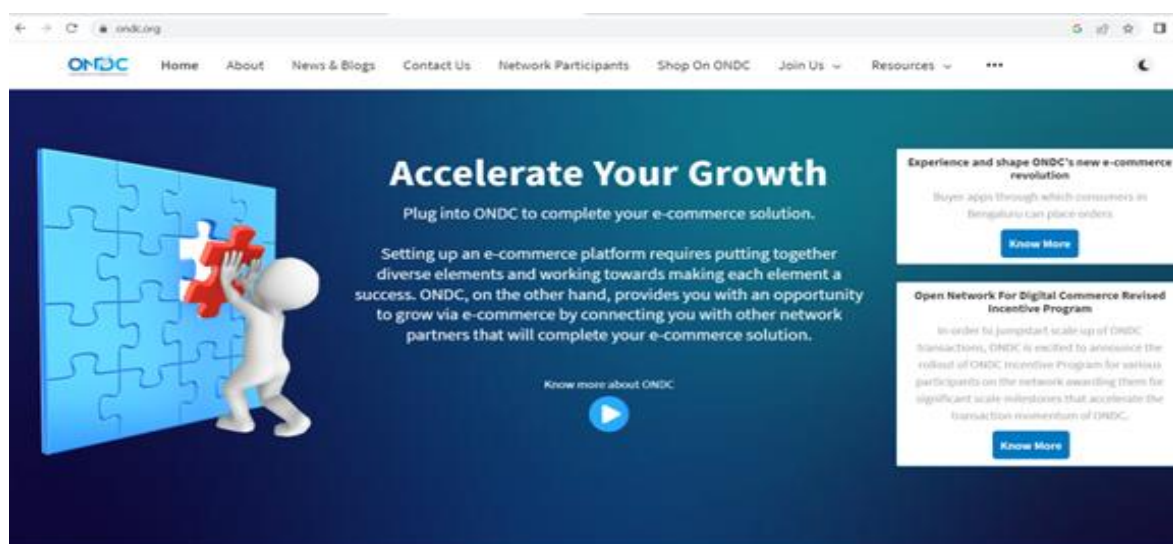 ondc.org
ONDC Home About News & Blogs Contact Us Network Participants Shop On ONDC Join Us Resources •••
Accelerate Your Growth
Plug into ONDC to complete your e-commerce solution.
Setting up an e-commerce platform requires putting together
diverse elements and working towards making each element a
success. ONDC, on the other hand, provides you with an opportunity
to grow via e-commerce by connecting you with other network
partners that will complete your e-commerce solution.
Know more about ONDC
Experience and shape ONDC's new e-commerce
revolution
Buyer apps through which consumers in
Bengaluru can place orders
Know More
Open Network For Digital Commerce Revised
Incentive Program
In order to jumpstart scale up of ONDC
transactions, ONDC is excited to announce the
rollout of ONDC Incentive Program for various
participants on the network awarding them for
significant scale milestones that accelerate the
transaction momentum of ONDC.
Know More